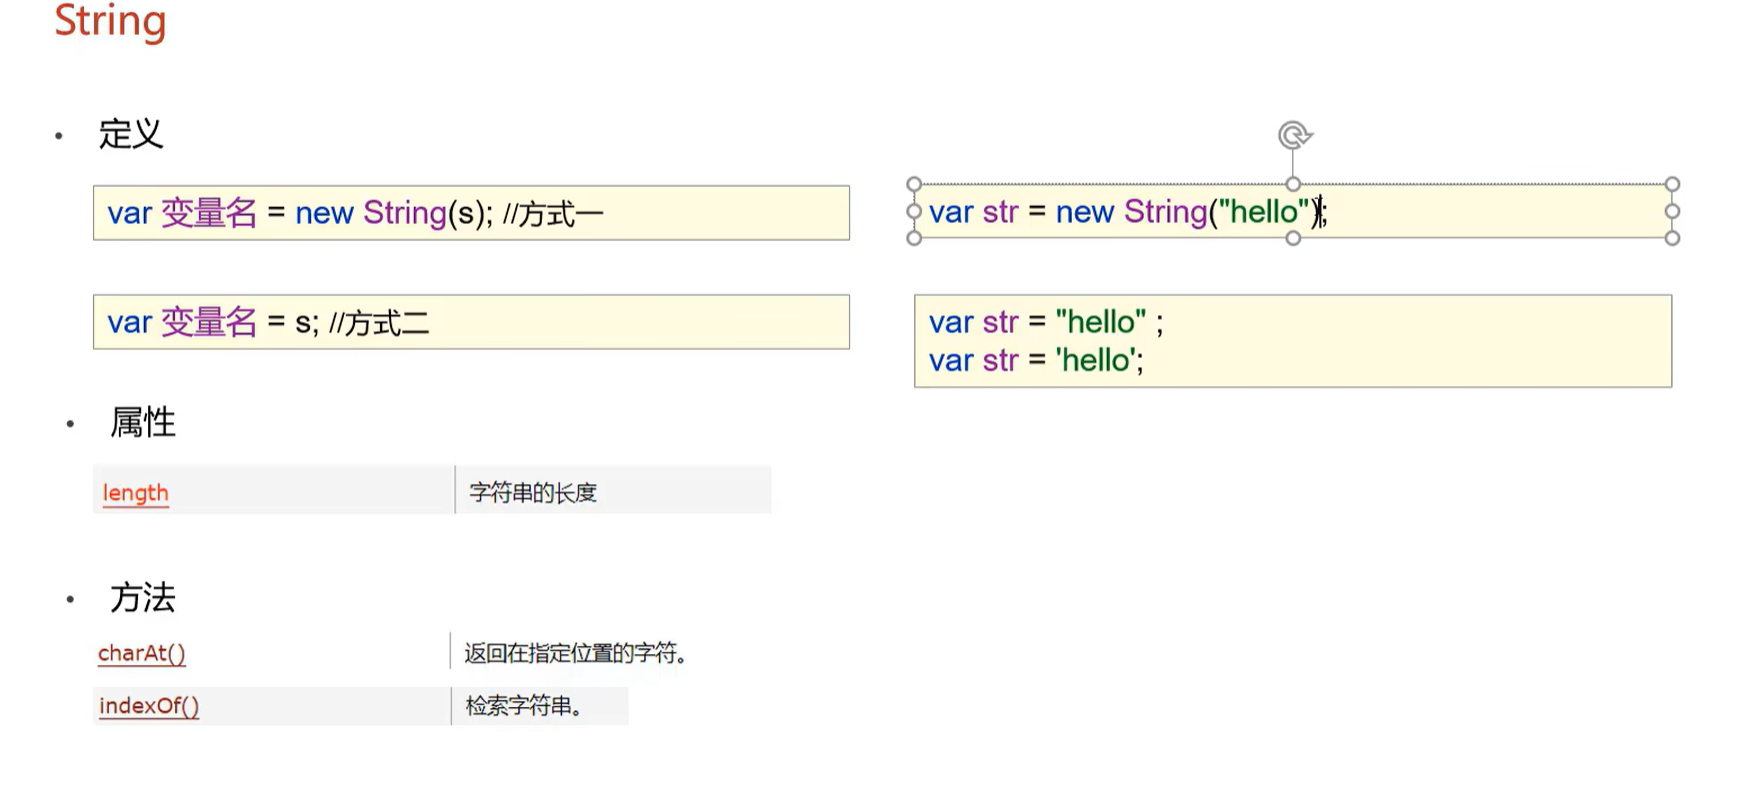 String
• 定义
var 变量名 = new String(s); //方式一
var str = new String("hello");
var 变量名 = s; //方式二
var str = "hello" ;
var str = 'hello';
• 属性
length 字符串的长度
• 方法
charAt() 返回在指定位置的字符。
indexOf() 检索字符串。